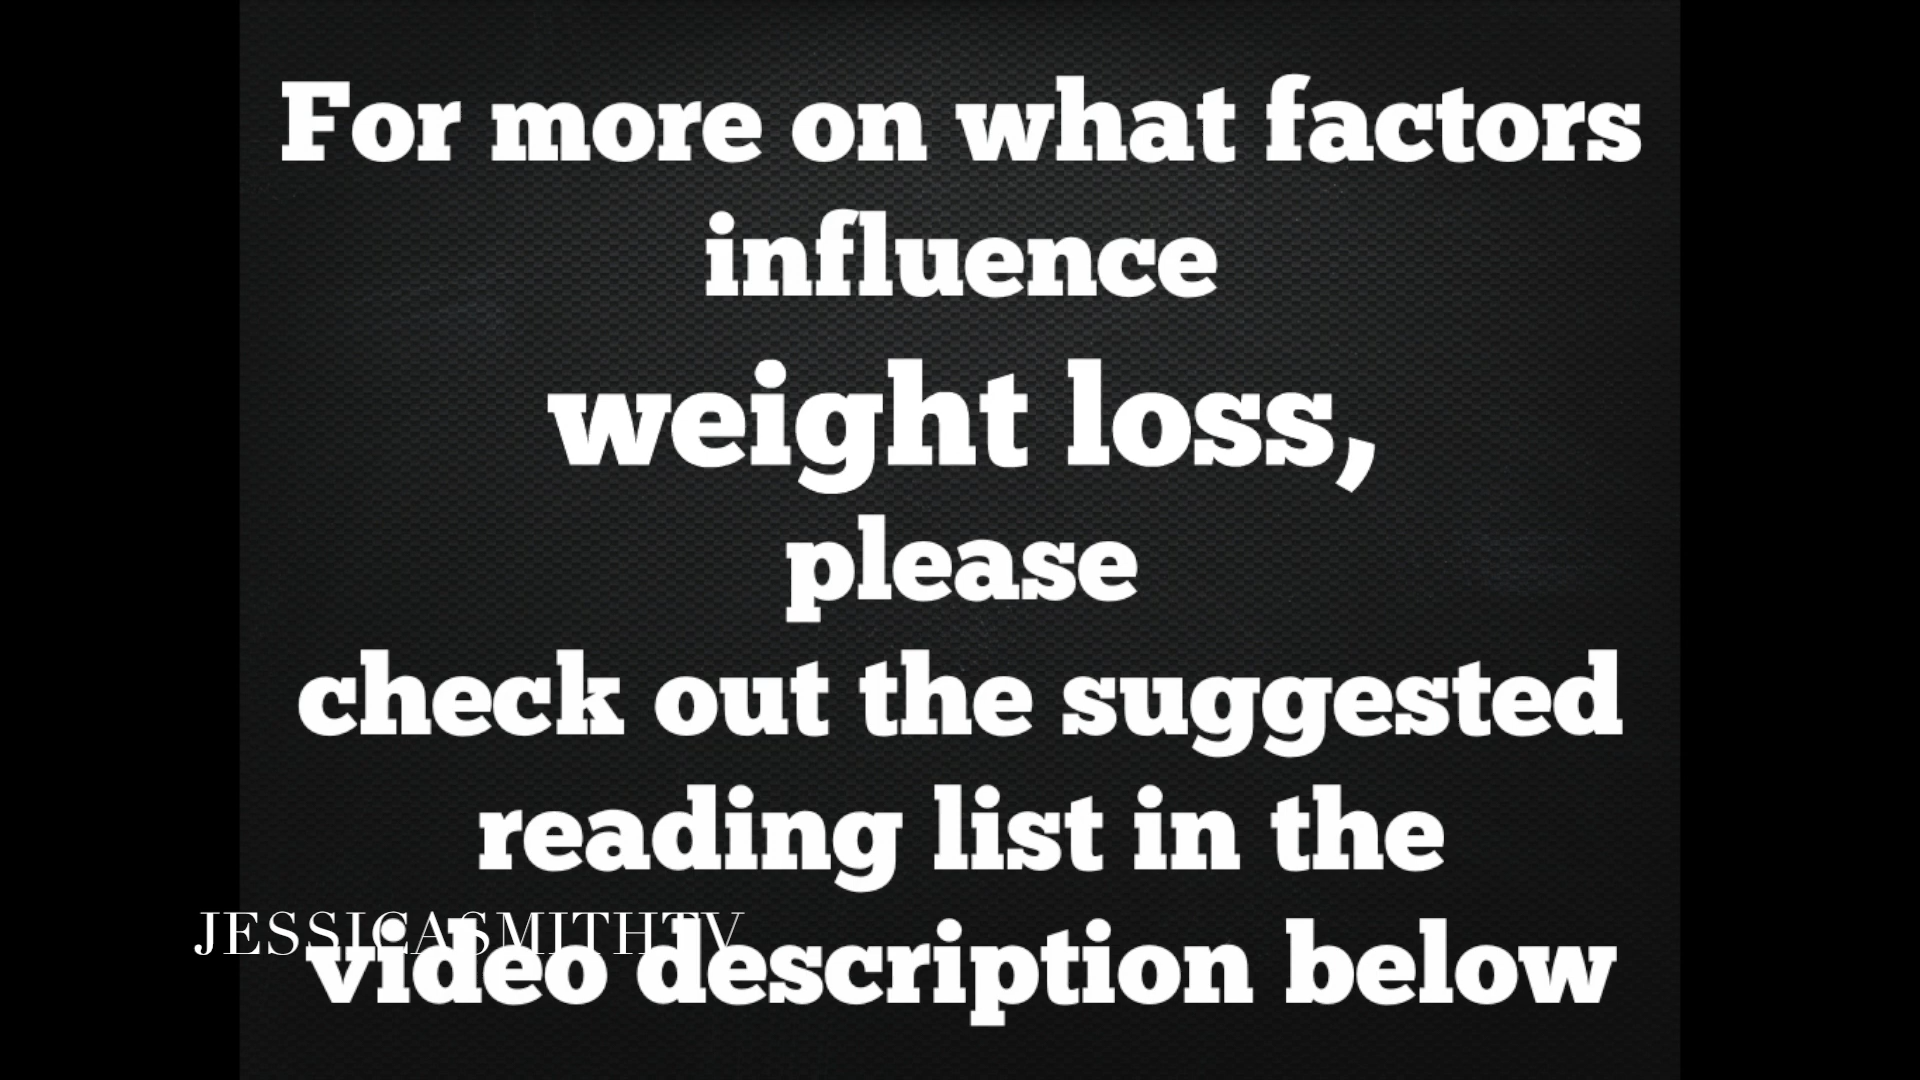 For more on what factors
influence
weight loss,
please
check out the suggested
reading list in the
JESSICASMITHTV
video description below